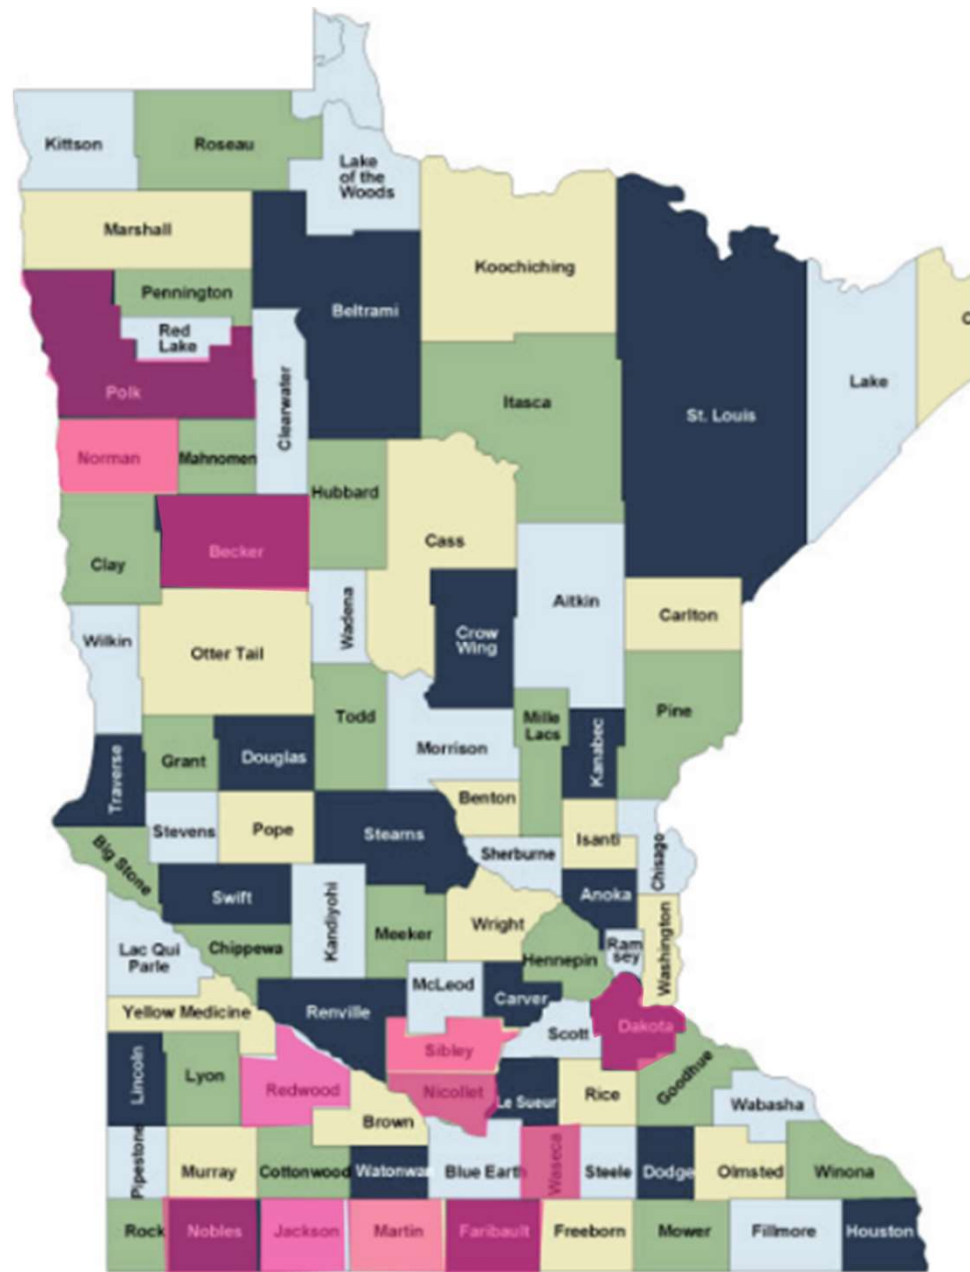 Kittson
Roseau
Lake
of the
Woods
Marshall
Koochiching
Pennington
Beltrami
C
Red
Lake
Polk
Clearwater
Itasca
St. Louis
Lake
Norman
Mahnomen
Hubbard
Cass
Becker
Clay
Wadena
Aitkin
Carlton
Wilkin
Otter Tail
Crow
Wing
Todd
Mille
Lacs
Pine
Kanabec
Morrison
Grant
Douglas
Traverse
Benton
Stevens
Pope
Stearns
Isanti
Sherburne
Chisago
Big Stone
Swift
Anoka
Kandiyohi
Meeker
Wright
Washington
Lac Qui
Parle
Chippewa
Hennepin
Ram
sey
McLeod
Carver
Yellow Medicine
Renville
Scott
Dakota
Sibley
Lincoln
Lyon
Redwood
Nicollet
Le Sueur
Rice
Goodhue
Brown
Wabasha
Pipestone
Murray
Cottonwood
Watonwa
Blue Earth
Waseca
Steele
Dodge
Olmsted
Winona
Rock
Nobles
Jackson
Martin
Faribault
Freeborn
Mower
Fillmore
Houston